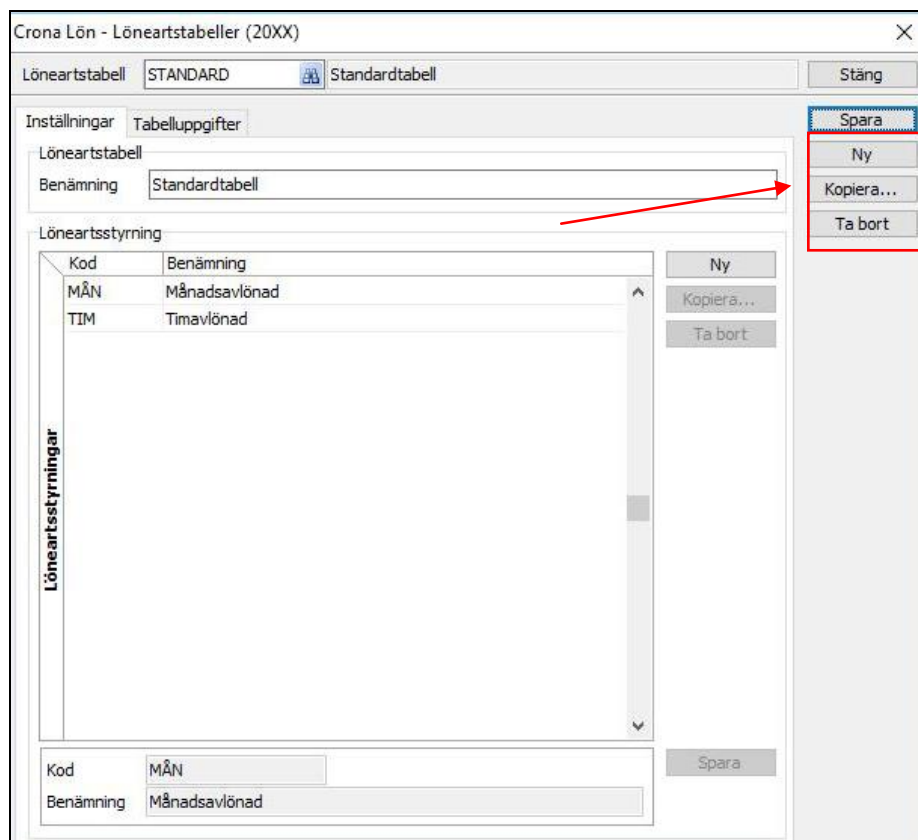 Crona Lön - Löneartstabeller (20XX)
Löneartstabell STANDARD Standardtabell Stäng
Inställningar Tabelluppgifter Spara
Löneartstabell Ny
Benämning Standardtabell Kopiera...
Ta bort
Löneartsstyrning
Kod Benämning Ny
MÅN Månadsavlönad Kopiera...
TIM Timavlönad Ta bort
Löneartsstyrningar
Kod MÅN Spara
Benämning Månadsavlönad